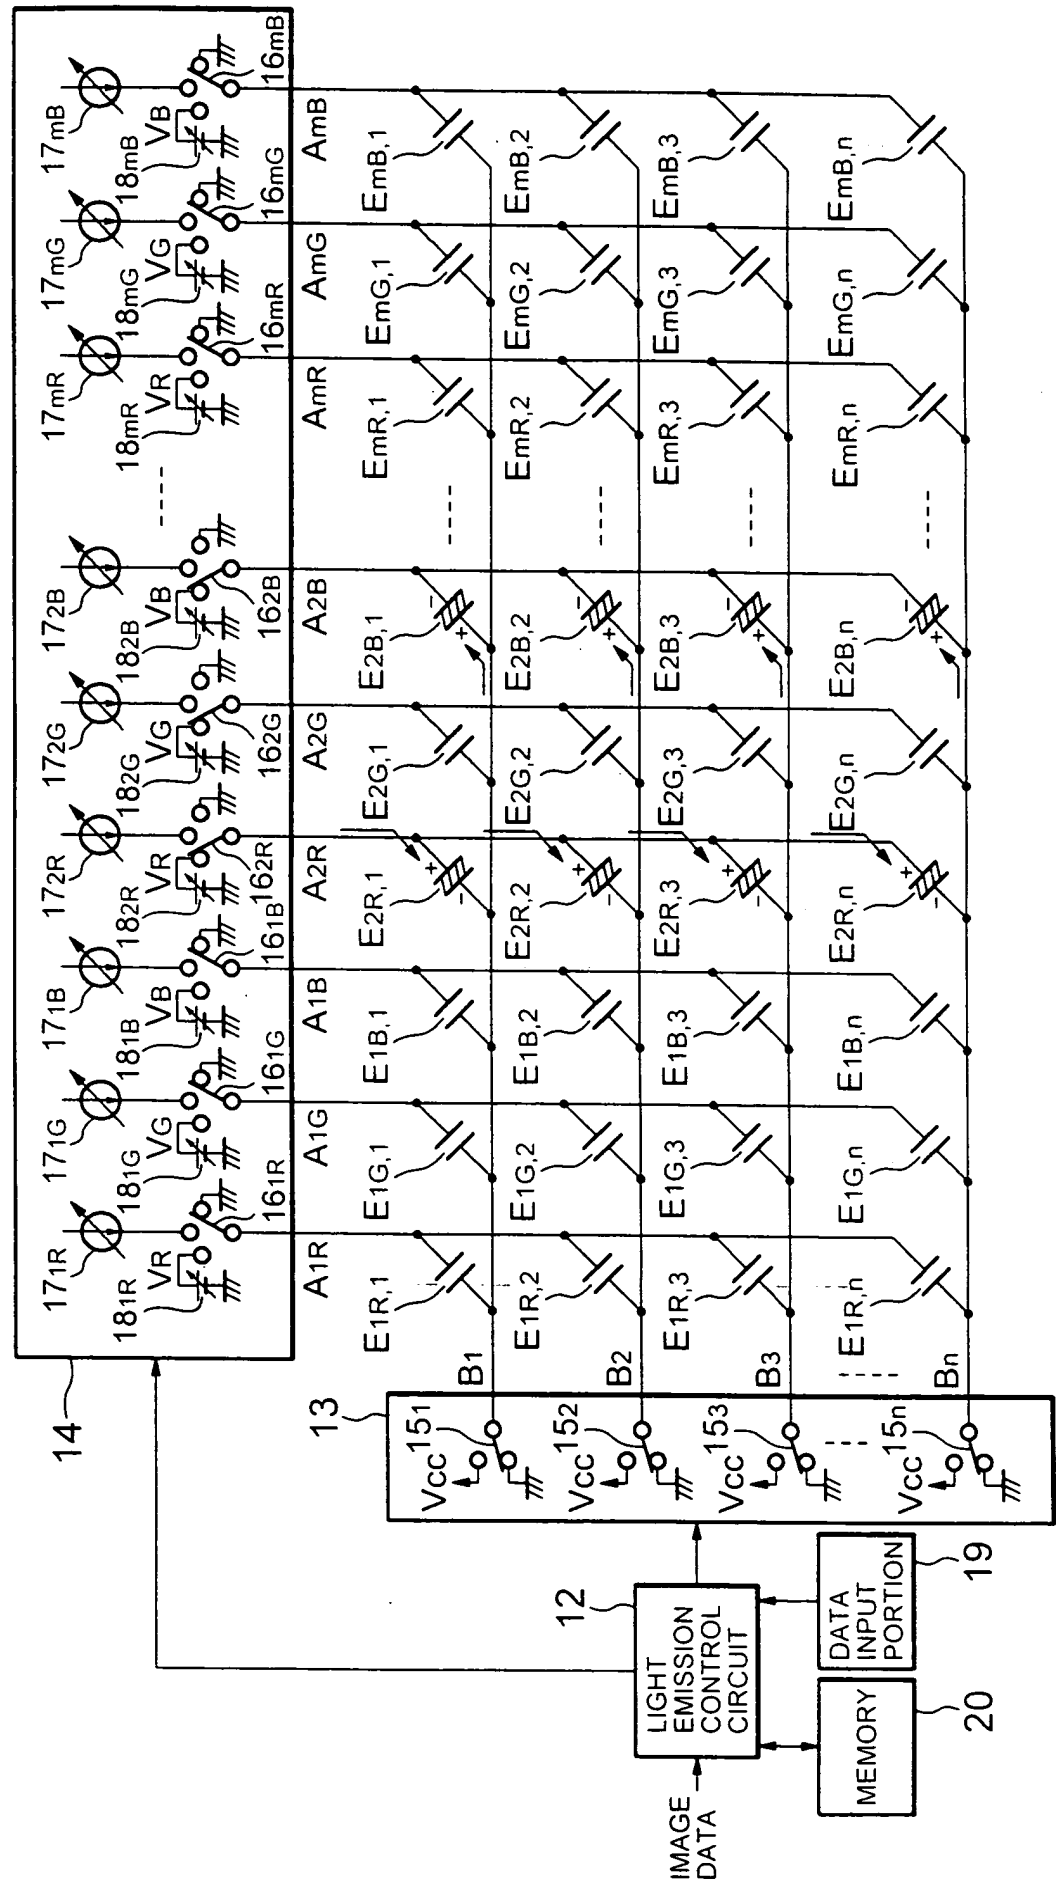 171R 171G 171B 172R 172G 172B 17mR 17mG 17mB
181R VR 181G VG 181B VB 182R VR 182G VG 182B VB 18mR VR 18mG VG 18mB VB
161R 161G 161B 162R 162G 162B 16mR 16mG 16mB
14
A1R A1G A1B A2R A2G A2B AmR AmG AmB
E1R,1 E1G,1 E1B,1 E2R,1 E2G,1 E2B,1 EmR,1 EmG,1 EmB,1
+ - + -
B1
E1R,2 E1G,2 E1B,2 E2R,2 E2G,2 E2B,2 EmR,2 EmG,2 EmB,2
+ - + -
B2
E1R,3 E1G,3 E1B,3 E2R,3 E2G,3 E2B,3 EmR,3 EmG,3 EmB,3
+ - + -
B3
E1R,n E1G,n E1B,n E2R,n E2G,n E2B,n EmR,n EmG,n EmB,n
+ - + -
Bn
13
VCC 151
VCC 152
VCC 153
VCC 15n
12
LIGHT
EMISSION
CONTROL
CIRCUIT
IMAGE
DATA
MEMORY
20
DATA
INPUT
PORTION
19